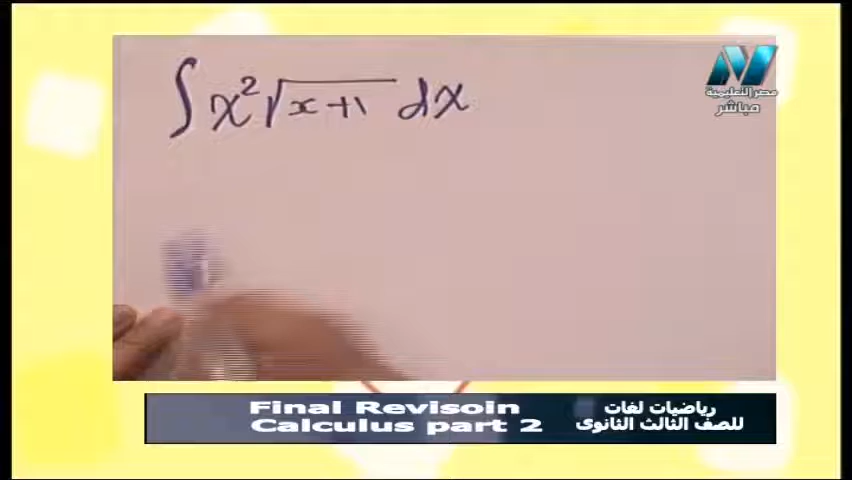 ∫ x² √(x+1) dx
مصر التعليمية
مباشر
Final Revisoin
Calculus part 2
رياضيات لغات
للصف الثالث الثانوى